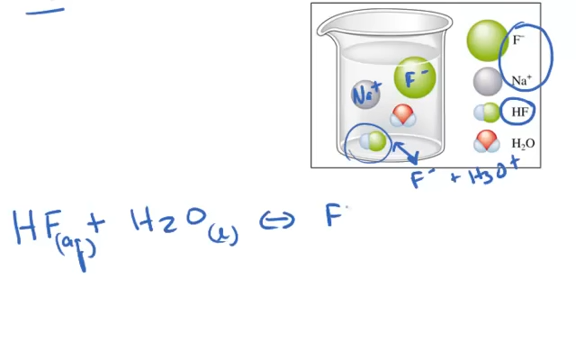 F⁻
F⁻
Na⁺
Na⁺
HF
H₂O
F⁻ + H3O⁺
HF(aq) + H2O(l) ⇔ F